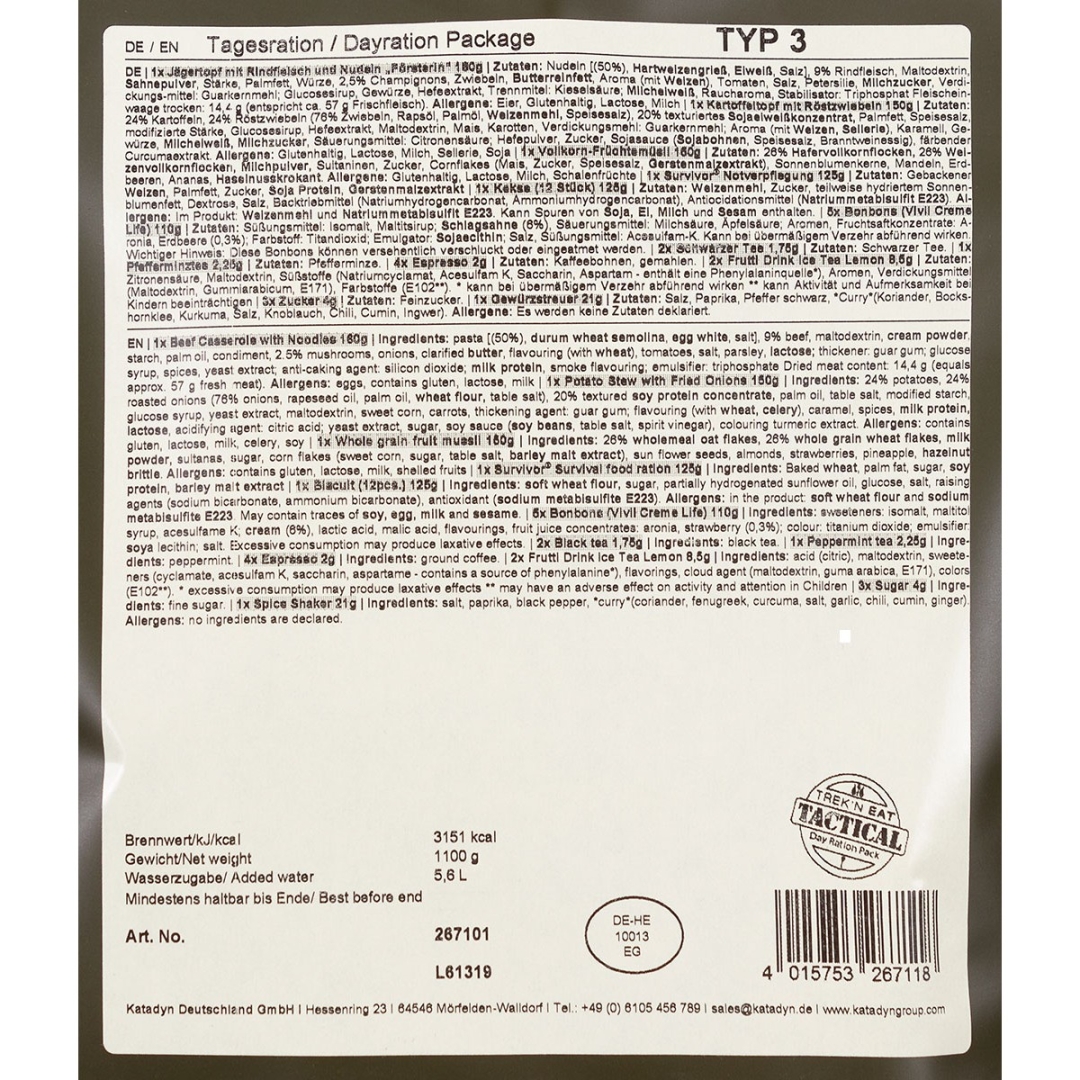 DE / EN Tagesration / Dayration Package TYP 3
DE | 1x Jägertopf mit Rindfleisch und Nudeln „Försterin" 160g | Zutaten: Nudeln [(50%), Hartweizengrieß, Eiweiß, Salz], 9% Rindfleisch, Maltodextrin,
Sahnepulver, Stärke, Palmfett, Würze, 2,5% Champignons, Zwiebeln, Butterreinfett, Aroma (mit Weizen), Tomaten, Salz, Petersilie, Milchzucker, Verdi-
ckungs-mittel: Guarkernmehl; Glucosesirup, Gewürze, Hefeextrakt, Trennmittel: Kieselsäure; Milcheiweiß, Raucharoma, Stabilisator: Triphosphat Fleischein-
waage trocken: 14,4 g (entspricht ca. 57 g Frischfleisch). Allergene: Eier, Glutenhaltig, Lactose, Milch | 1x Kartoffeltopf mit Röstzwiebeln 150g | Zutaten:
24% Kartoffeln, 24% Röstzwiebeln (76% Zwiebeln, Rapsöl, Palmöl, Weizenmehl, Speisesalz), 20% texturiertes Sojaeiweißkonzentrat, Palmfett, Speisesalz,
modifizierte Stärke, Glucosesirup, Hefeextrakt, Maltodextrin, Mais, Karotten, Verdickungsmehl: Guarkernmehl; Aroma (mit Weizen, Sellerie), Karamell, Ge-
würze, Milcheiweiß, Milchzucker, Säuerungsmittel: Citronensäure; Hefepulver, Zucker, Sojasauce (Sojabohnen, Speisesalz, Branntweinessig), färbender
Curcumaextrakt. Allergene: Glutenhaltig, Lactose, Milch, Sellerie, Soja | 1x Vollkorn-Früchtemüsli 160g | Zutaten: 26% Hafervollkornflocken, 26% Wei-
zenvollkornflocken, Milchpulver, Sultaninen, Zucker, Cornflakes (Mais, Zucker, Speisesalz, Gerstenmalzextrakt), Sonnenblumenkerne, Mandeln, Erd-
beeren, Ananas, Hasselnusskrokant. Allergene: Glutenhaltig, Lactose, Milch, Schalenfrüchte | 1x Survivor® Notverpflegung 125g | Zutaten: Gebackener
Weizen, Palmfett, Zucker, Soja Protein, Gerstenmalzextrakt | 1x Kekse (12 Stück) 125g | Zutaten: Weizenmehl, Zucker, teilweise hydriertem Sonnen-
blumenfett, Dextrose, Salz, Backtriebmittel (Natriumhydrogencarbonat, Ammoniumhydrogencarbonat), Antiocidationsmittel (Natriummetabisulfit E223). Al-
lergene: Im Produkt: Weizenmehl und Natriummetabisulfit E223. Kann Spuren von Soja, Ei, Milch und Sesam enthalten. | 5x Bonbons (Vivil Creme
Life) 110g | Zutaten: Süßungsmittel: Isomalt, Maltitsirup; Schlagsahne (6%), Säuerungsmittel: Milchsäure, Äpfelsäure; Aromen, Fruchtsaftkonzentrate: A-
ronia, Erdbeere (0,3%); Farbstoff: Titandioxid; Emulgator: Sojaecithin; Salz, Süßungsmittel: Acesulfam-K. Kann bei übermäßigem Verzehr abführend wirken.
Wichtiger Hinweis: Diese Bonbons können versehentlich verschluckt oder eingeatmet werden. | 2x Schwarzer Tee 1,75g | Zutaten: Schwarzer Tee. | 1x
Pfefferminztee 2,25g | Zutaten: Pfefferminze. | 4x Espresso 2g | Zutaten: Kaffeebohnen, gemahlen. | 2x Frutti Drink Ice Tea Lemon 8,5g | Zutaten:
Zitronensäure, Maltodextrin, Süßstoffe (Natriumcyclamat, Acesulfam K, Saccharin, Aspartam - enthält eine Phenylalaninquelle*), Aromen, Verdickungsmittel
(Maltodextrin, Gummiarabicum, E171), Farbstoffe (E102**). * kann bei übermäßigem Verzehr abführend wirken ** kann Aktivität und Aufmerksamkeit bei
Kindern beeinträchtigen | 3x Zucker 4g | Zutaten: Feinzucker. | 1x Gewürzstreuer 21g | Zutaten: Salz, Paprika, Pfeffer schwarz, *Curry*(Koriander, Bocks-
hornklee, Kurkuma, Salz, Knoblauch, Chili, Cumin, Ingwer). Allergene: Es werden keine Zutaten deklariert.
EN | 1x Beef Casserole with Noodles 160g | Ingredients: pasta [(50%), durum wheat semolina, egg white, salt], 9% beef, maltodextrin, cream powder,
starch, palm oil, condiment, 2.5% mushrooms, onions, clarified butter, flavouring (with wheat), tomatoes, salt, parsley, lactose; thickener: guar gum; glucose
syrup, spices, yeast extract; anti-caking agent: silicon dioxide; milk protein, smoke flavouring; emulsifier: triphosphate Dried meat content: 14,4 g (equals
approx. 57 g fresh meat). Allergens: eggs, contains gluten, lactose, milk | 1x Potato Stew with Fried Onions 150g | Ingredients: 24% potatoes, 24%
roasted onions (76% onions, rapeseed oil, palm oil, wheat flour, table salt), 20% textured soy protein concentrate, palm oil, table salt, modified starch,
glucose syrup, yeast extract, maltodextrin, sweet corn, carrots, thickening agent: guar gum; flavouring (with wheat, celery), caramel, spices, milk protein,
lactose, acidifying agent: citric acid; yeast extract, sugar, soy sauce (soy beans, table salt, spirit vinegar), colouring turmeric extract. Allergens: contains
gluten, lactose, milk, celery, soy | 1x Whole grain fruit muesli 160g | Ingredients: 26% wholemeal oat flakes, 26% whole grain wheat flakes, milk
powder, sultanas, sugar, corn flakes (sweet corn, sugar, table salt, barley malt extract), sun flower seeds, almonds, strawberries, pineapple, hazelnut
brittle. Allergens: contains gluten, lactose, milk, shelled fruits | 1x Survivor® Survival food ration 125g | Ingredients: Baked wheat, palm fat, sugar, soy
protein, barley malt extract | 1x Biscuit (12pcs.) 125g | Ingredients: soft wheat flour, sugar, partially hydrogenated sunflower oil, glucose, salt, raising
agents (sodium bicarbonate, ammonium bicarbonate), antioxidant (sodium metabisulfite E223). Allergens: in the product: soft wheat flour and sodium
metabisulfite E223. May contain traces of soy, egg, milk and sesame. | 5x Bonbons (Vivil Creme Life) 110g | Ingredients: sweeteners: isomalt, maltitol
syrup, acesulfame K; cream (6%), lactic acid, malic acid, flavourings, fruit juice concentrates: aronia, strawberry (0,3%); colour: titanium dioxide; emulsifier:
soya lecithin; salt. Excessive consumption may produce laxative effects. | 2x Black tea 1,75g | Ingredients: black tea. | 1x Peppermint tea 2,25g | Ingre-
dients: peppermint. | 4x Espresso 2g | Ingredients: ground coffee. | 2x Frutti Drink Ice Tea Lemon 8,5g | Ingredients: acid (citric), maltodextrin, sweete-
ners (cyclamate, acesulfam K, saccharin, aspartame - contains a source of phenylalanine*), flavorings, cloud agent (maltodextrin, guma arabica, E171), colors
(E102**). * excessive consumption may produce laxative effects ** may have an adverse effect on activity and attention in Children | 3x Sugar 4g | Ingre-
dients: fine sugar. | 1x Spice Shaker 21g | Ingredients: salt, paprika, black pepper, *curry*(coriander, fenugreek, curcuma, salt, garlic, chili, cumin, ginger).
Allergens: no ingredients are declared.
TREK'N EAT
TACTICAL
Day Ration Pack
Brennwert/kJ/kcal 3151 kcal
Gewicht/Net weight 1100 g
Wasserzugabe/ Added water 5,6 L
Mindestens haltbar bis Ende/ Best before end
Art. No. 267101
L61319
DE-HE
10013
EG
4 015753 267118
Katadyn Deutschland GmbH | Hessenring 23 | 64546 Mörfelden-Walldorf | Tel.: +49 (0) 6105 456 789 | sales@katadyn.de | www.katadyngroup.com